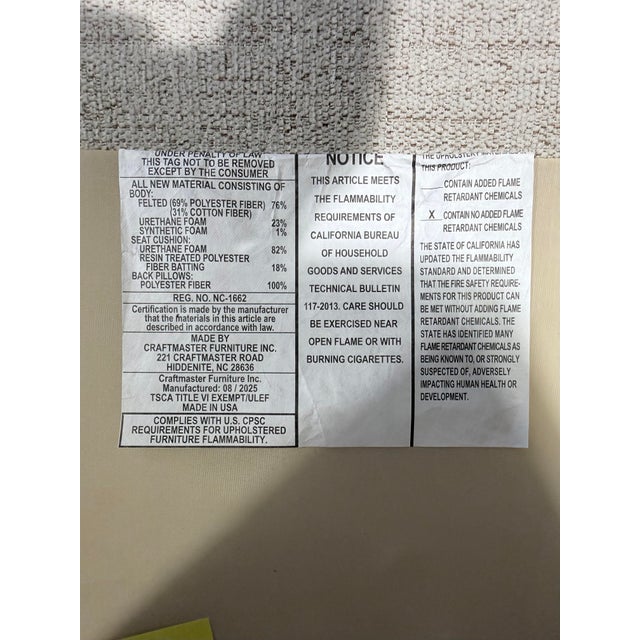 UNDER PENALTY OF LAW
THIS TAG NOT TO BE REMOVED
EXCEPT BY THE CONSUMER
ALL NEW MATERIAL CONSISTING OF
BODY:
FELTED (69% POLYESTER FIBER) 76%
(31% COTTON FIBER)
URETHANE FOAM 23%
SYNTHETIC FOAM 1%
SEAT CUSHION:
URETHANE FOAM 82%
RESIN TREATED POLYESTER
FIBER BATTING 18%
BACK PILLOWS:
POLYESTER FIBER 100%
REG. NO. NC-1662
Certification is made by the manufacturer
that the materials in this article are
described in accordance with law.
MADE BY
CRAFTMASTER FURNITURE INC.
221 CRAFTMASTER ROAD
HIDDENITE, NC 28636
Craftmaster Furniture Inc.
Manufactured: 08 / 2025
TSCA TITLE VI EXEMPT/ULEF
MADE IN USA
COMPLIES WITH U.S. CPSC
REQUIREMENTS FOR UPHOLSTERED
FURNITURE FLAMMABILITY.
NOTICE
THIS ARTICLE MEETS
THE FLAMMABILITY
REQUIREMENTS OF
CALIFORNIA BUREAU
OF HOUSEHOLD
GOODS AND SERVICES
TECHNICAL BULLETIN
117-2013. CARE SHOULD
BE EXERCISED NEAR
OPEN FLAME OR WITH
BURNING CIGARETTES.
THE UPHOLSTERY
THIS PRODUCT:
CONTAIN ADDED FLAME
RETARDANT CHEMICALS
X CONTAIN NO ADDED FLAME
RETARDANT CHEMICALS
THE STATE OF CALIFORNIA HAS
UPDATED THE FLAMMABILITY
STANDARD AND DETERMINED
THAT THE FIRE SAFETY REQUIRE-
MENTS FOR THIS PRODUCT CAN
BE MET WITHOUT ADDING FLAME
RETARDANT CHEMICALS. THE
STATE HAS IDENTIFIED MANY
FLAME RETARDANT CHEMICALS AS
BEING KNOWN TO, OR STRONGLY
SUSPECTED OF, ADVERSELY
IMPACTING HUMAN HEALTH OR
DEVELOPMENT.